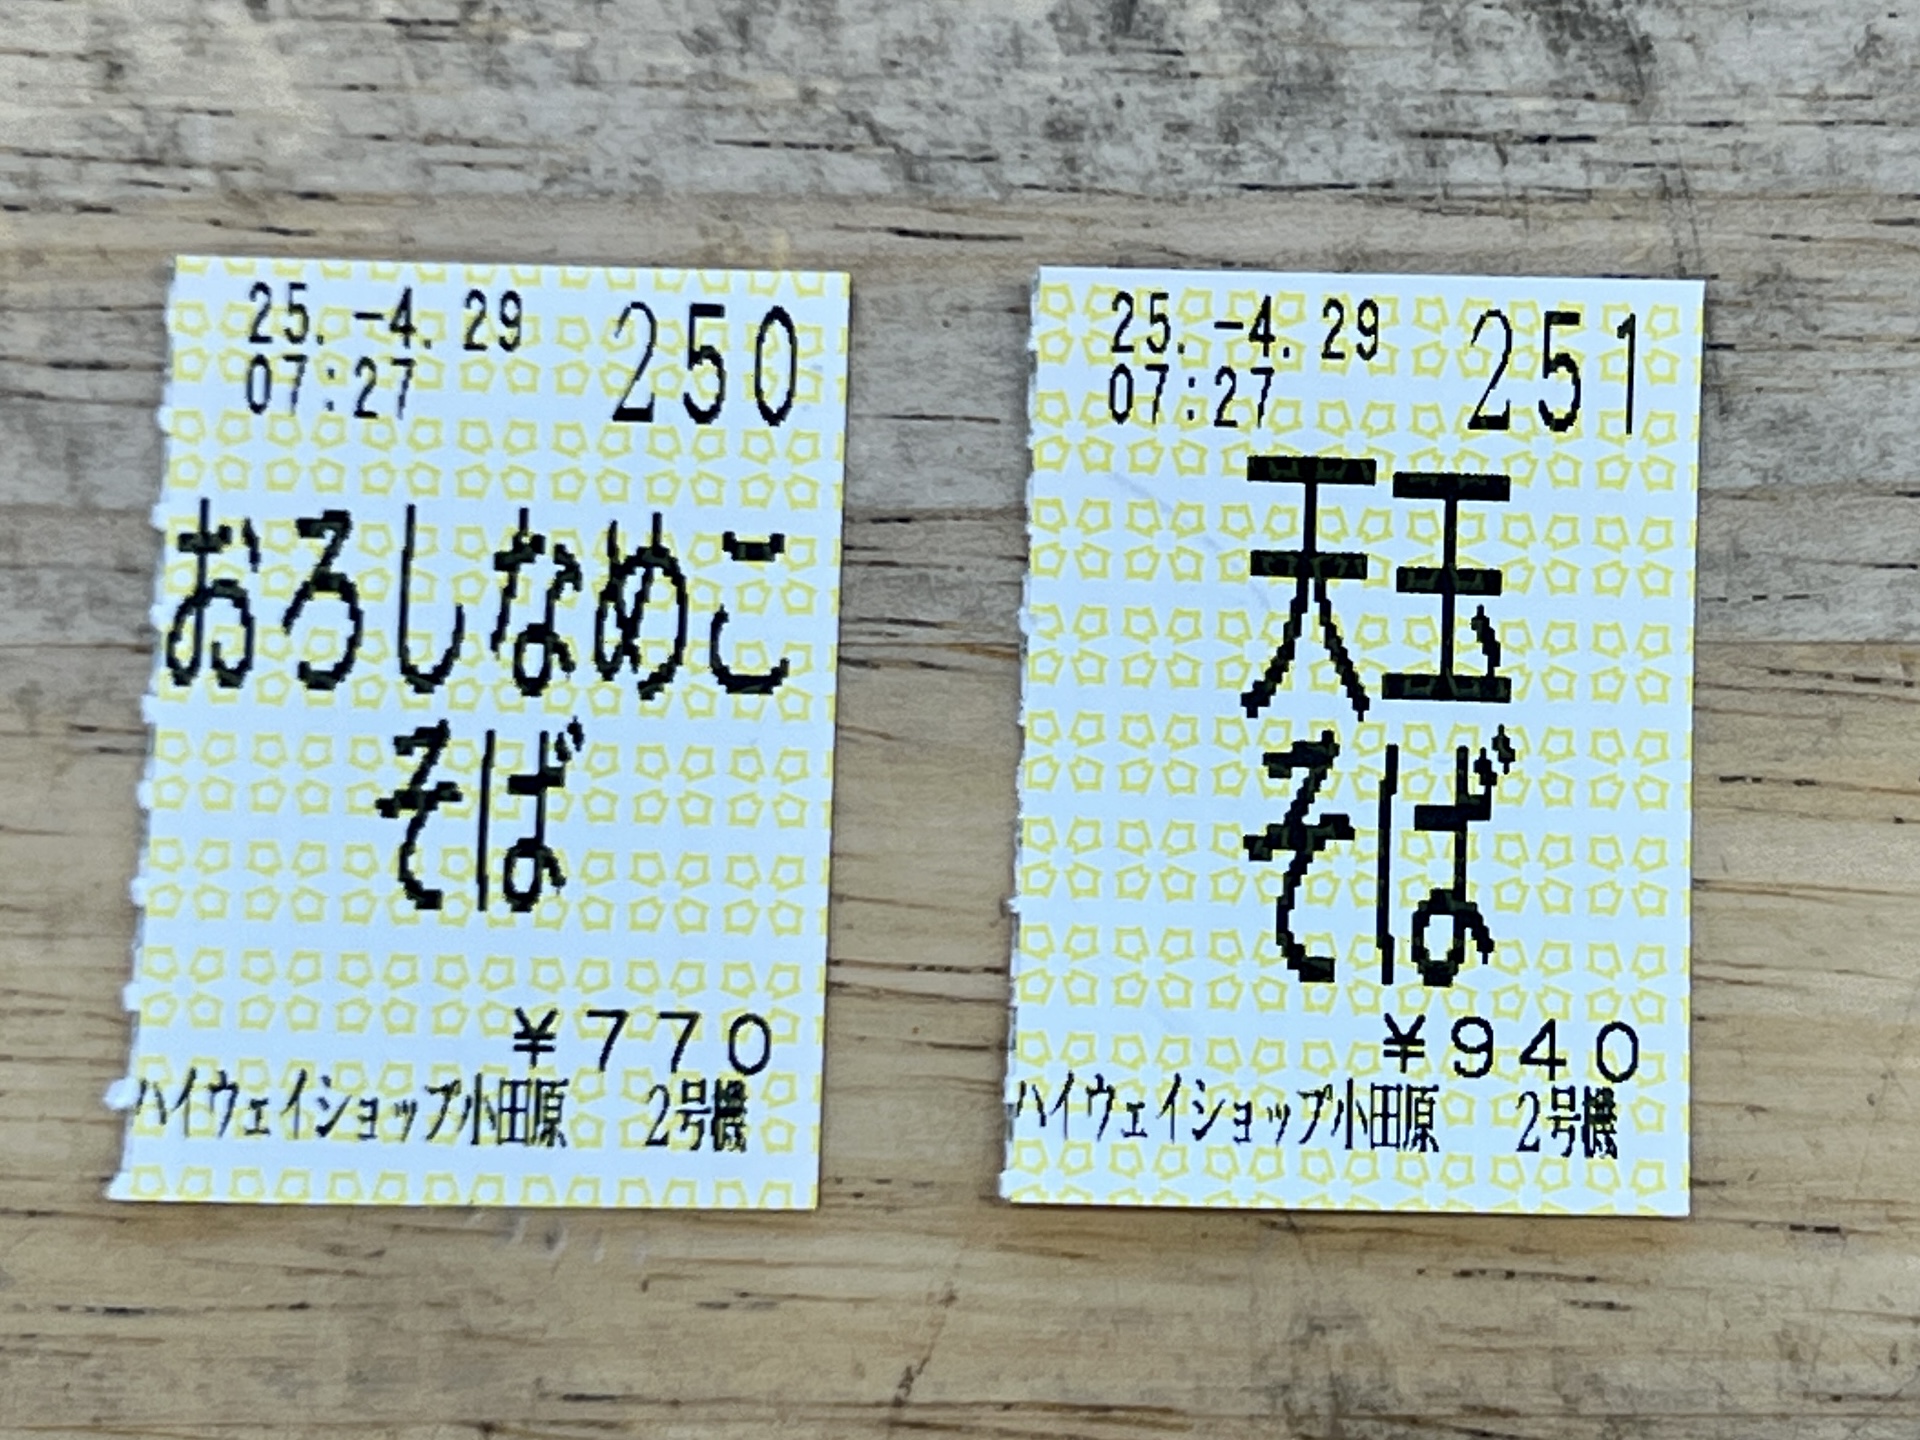 25.-4.29 250
07:27
おろしなめこ
そば
¥770
ハイウェイショップ小田原 2号機
25.-4.29 251
07:27
天玉
そば
¥940
ハイウェイショップ小田原 2号機